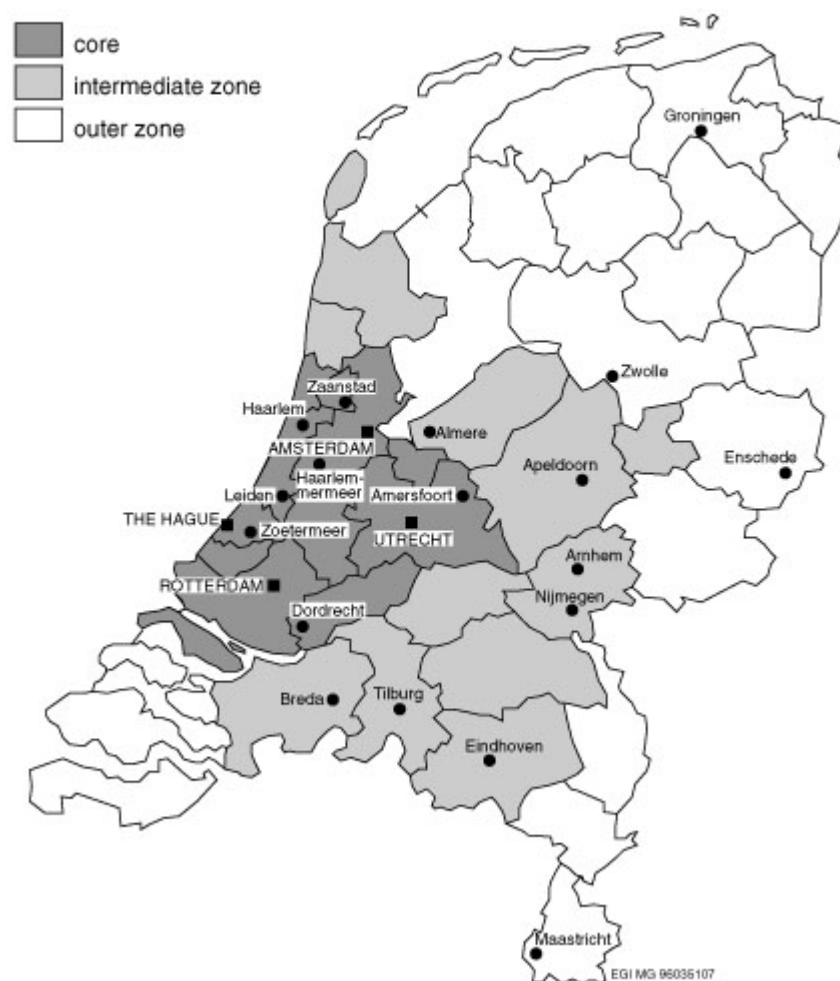 core
intermediate zone
outer zone
Groningen
Zwolle
Zaanstad
Haarlem
Almere
AMSTERDAM
Enschede
Apeldoorn
Haarlem-
mermeer
Leiden
Amersfoort
THE HAGUE
Zoetermeer
UTRECHT
Arnhem
ROTTERDAM
Nijmegen
Dordrecht
Breda
Tilburg
Eindhoven
Maastricht
EGI MG 96035107